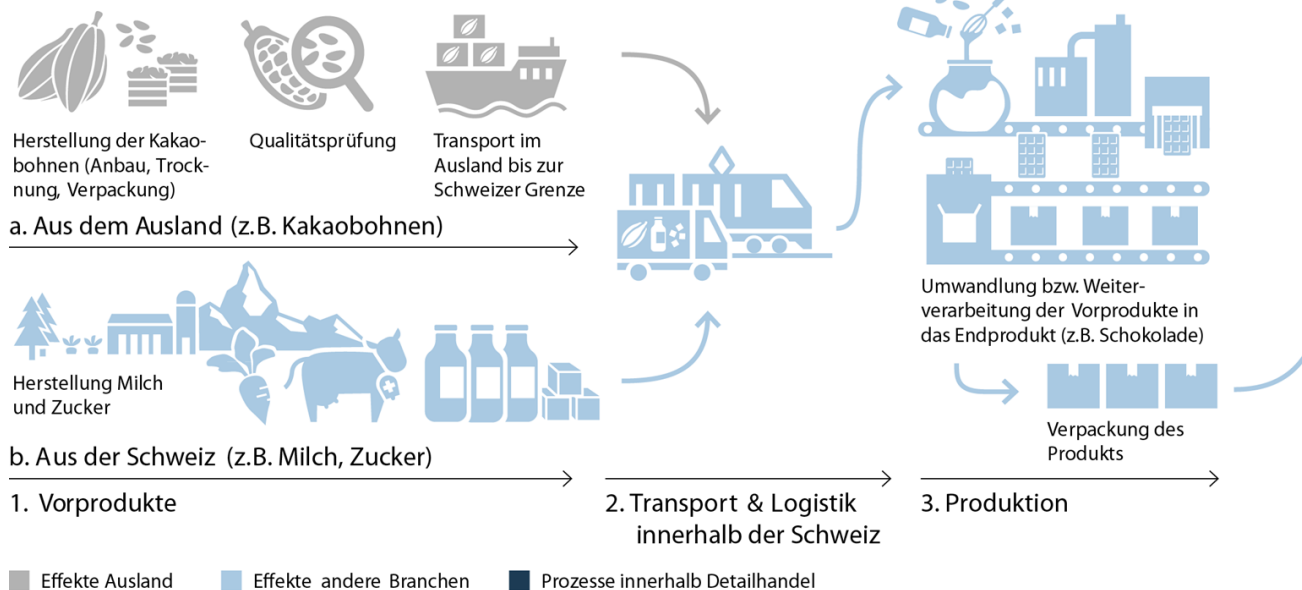 Herstellung der Kakao-
bohnen (Anbau, Trock-
nung, Verpackung)
Qualitätsprüfung
Transport im
Ausland bis zur
Schweizer Grenze
a. Aus dem Ausland (z.B. Kakaobohnen)
Herstellung Milch
und Zucker
b. Aus der Schweiz (z.B. Milch, Zucker)
1. Vorprodukte
2. Transport & Logistik
innerhalb der Schweiz
Umwandlung bzw. Weiter-
verarbeitung der Vorprodukte in
das Endprodukt (z.B. Schokolade)
Verpackung des
Produkts
3. Produktion
Effekte Ausland
Effekte andere Branchen
Prozesse innerhalb Detailhandel